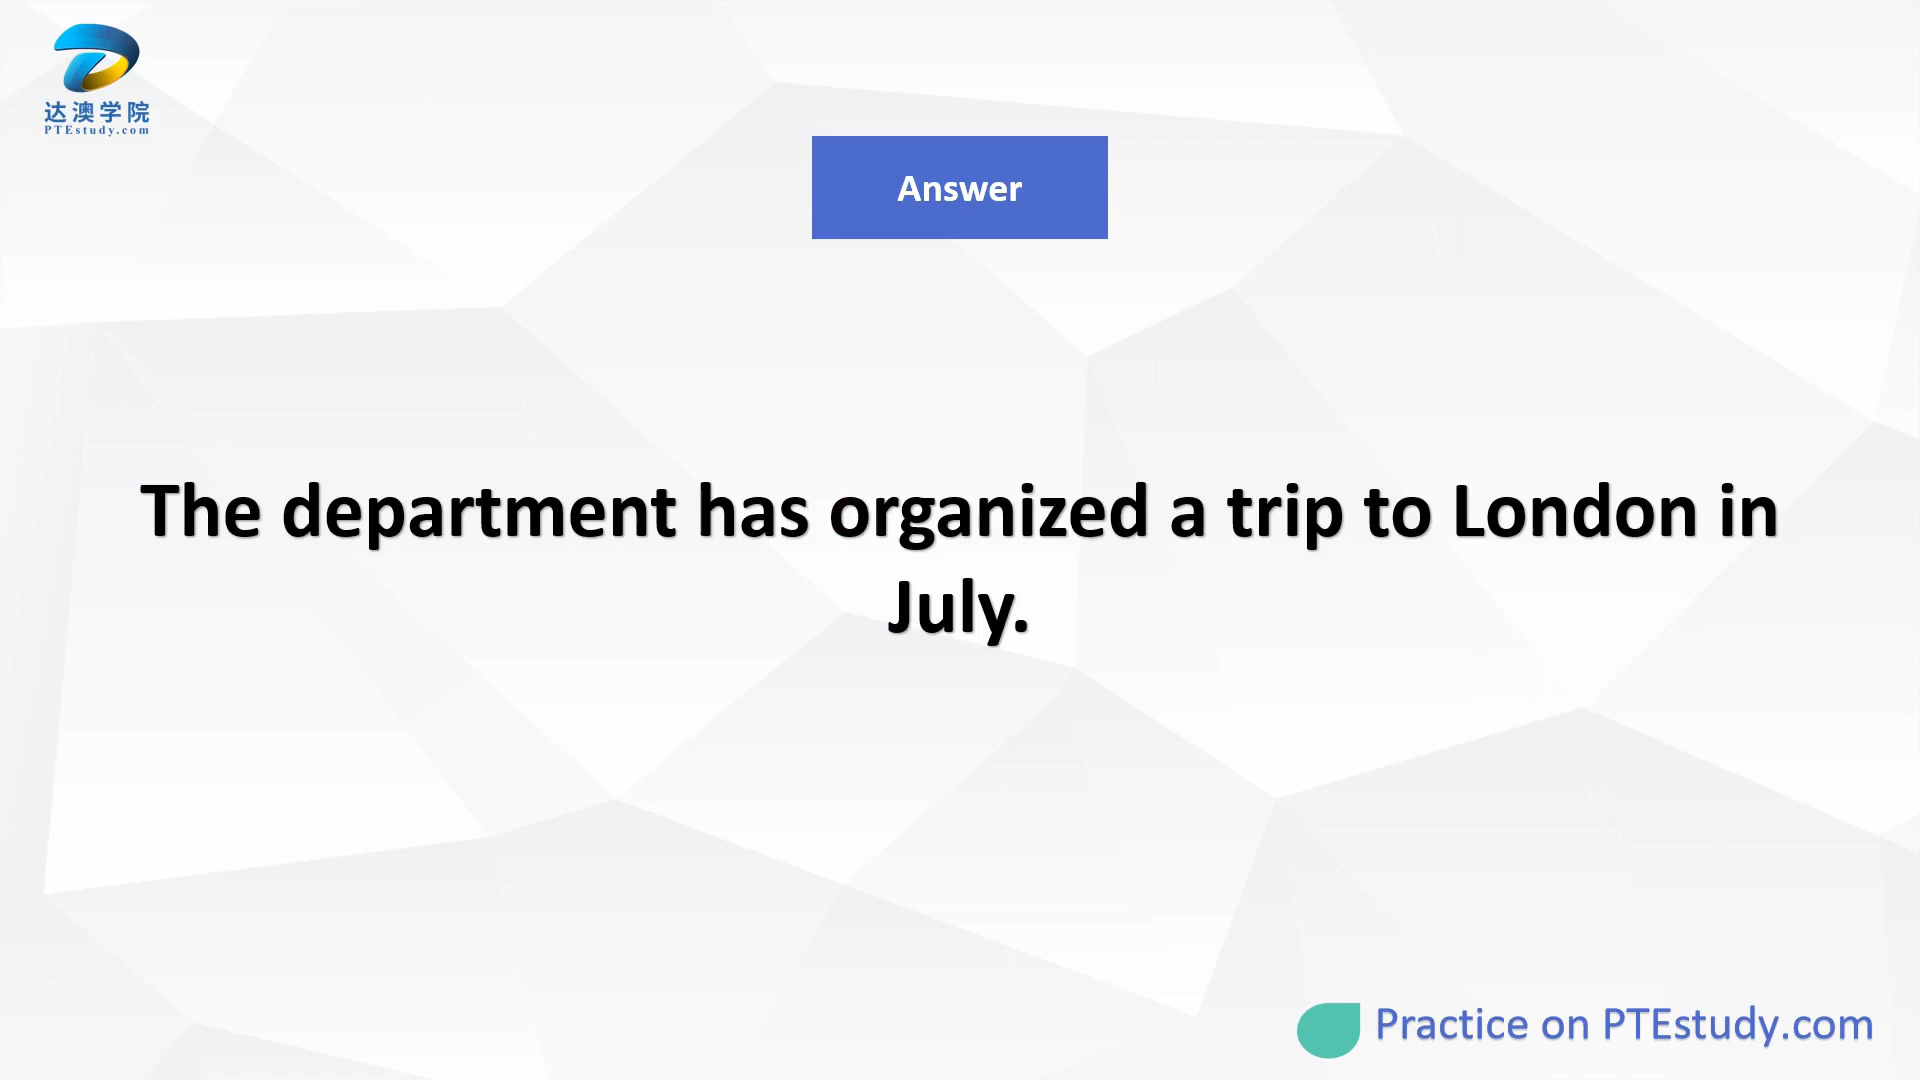 达澳学院
PTEstudy.com
Answer
The department has organized a trip to London in
July.
Practice on PTEstudy.com